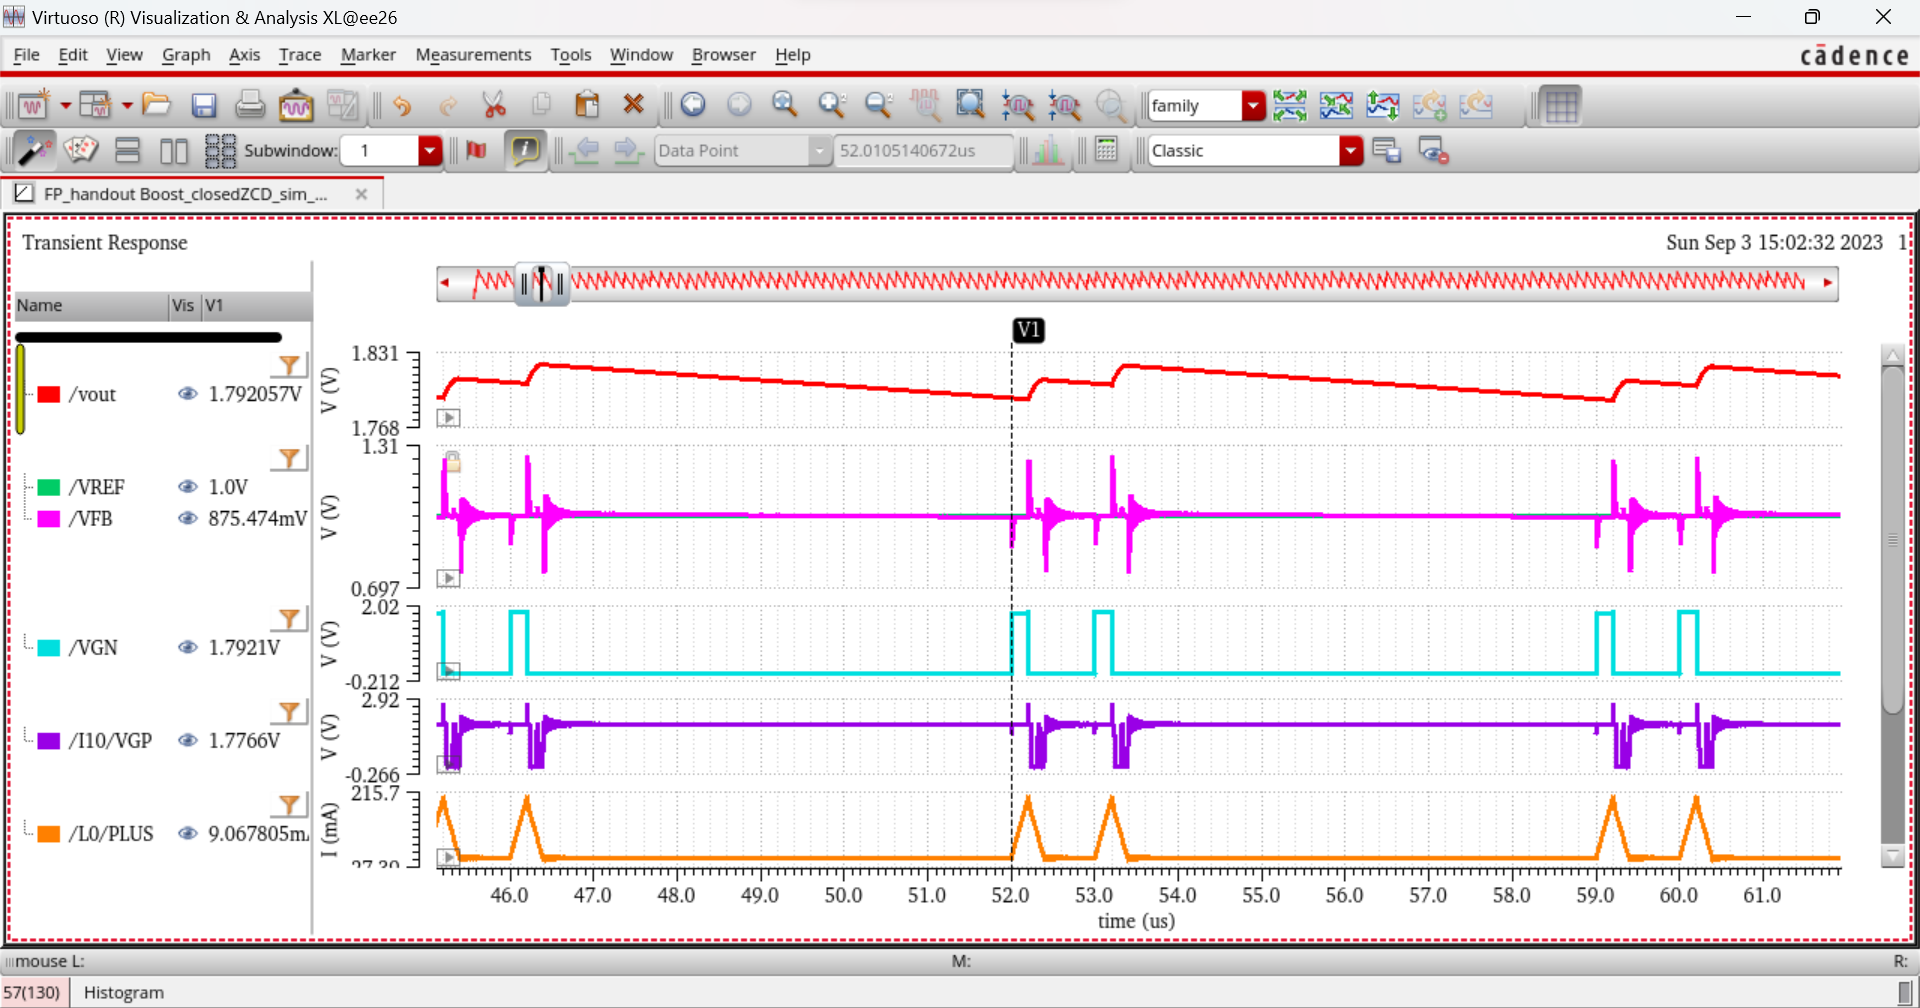 Virtuoso (R) Visualization & Analysis XL@ee26
File Edit View Graph Axis Trace Marker Measurements Tools Window Browser Help
cādence
family
Subwindow: 1
Data Point
52.0105140672us
Classic
FP_handout Boost_closedZCD_sim_...
Transient Response
Sun Sep 3 15:02:32 2023 1
Name Vis V1
V1
/vout 1.792057V
/VREF 1.0V
/VFB 875.474mV
/VGN 1.7921V
/I10/VGP 1.7766V
/L0/PLUS 9.067805m
V (V)
1.831
1.768
V (V)
1.31
0.697
V (V)
2.02
-0.212
V (V)
2.92
-0.266
I (mA)
215.7
46.0 47.0 48.0 49.0 50.0 51.0 52.0 53.0 54.0 55.0 56.0 57.0 58.0 59.0 60.0 61.0
time (us)
mouse L: M: R:
57(130) Histogram